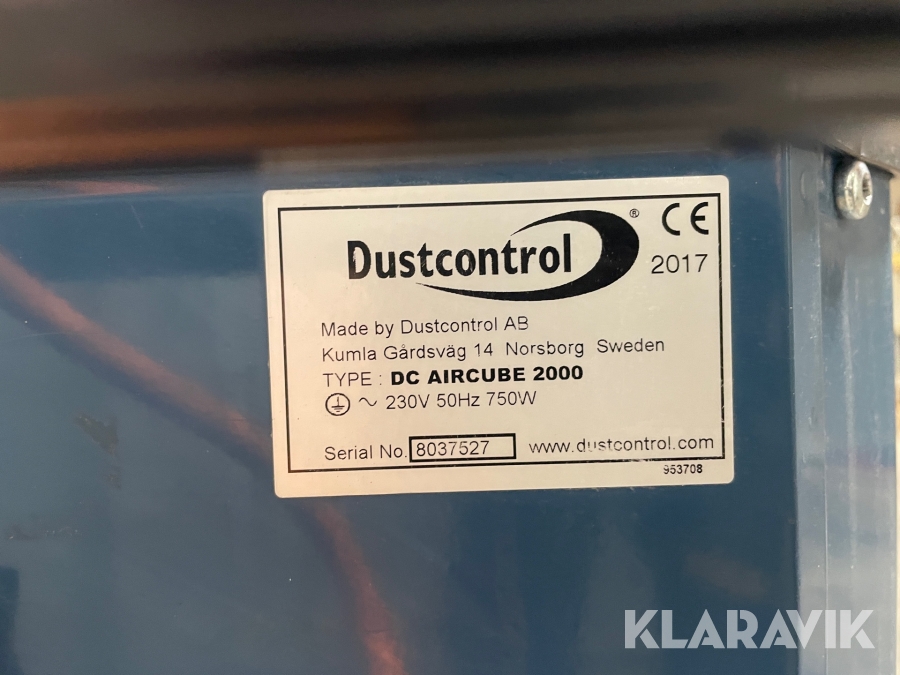 Dustcontrol ® CE
2017
Made by Dustcontrol AB
Kumla Gårdsväg 14 Norsborg Sweden
TYPE : DC AIRCUBE 2000
~ 230V 50Hz 750W
Serial No. 8037527 www.dustcontrol.com
953708
KLARAVIK